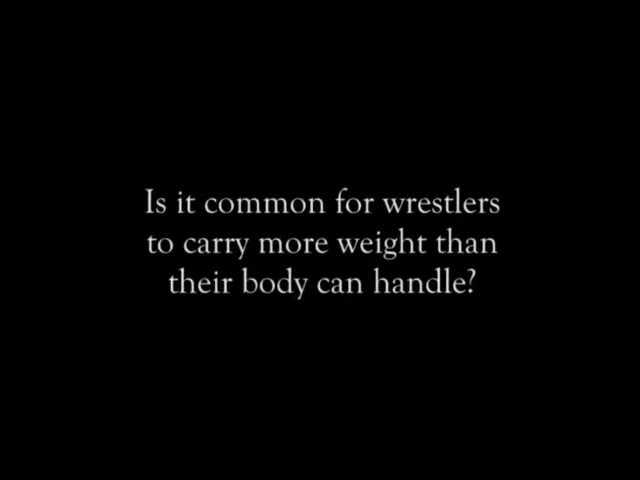 Is it common for wrestlers
to carry more weight than
their body can handle?